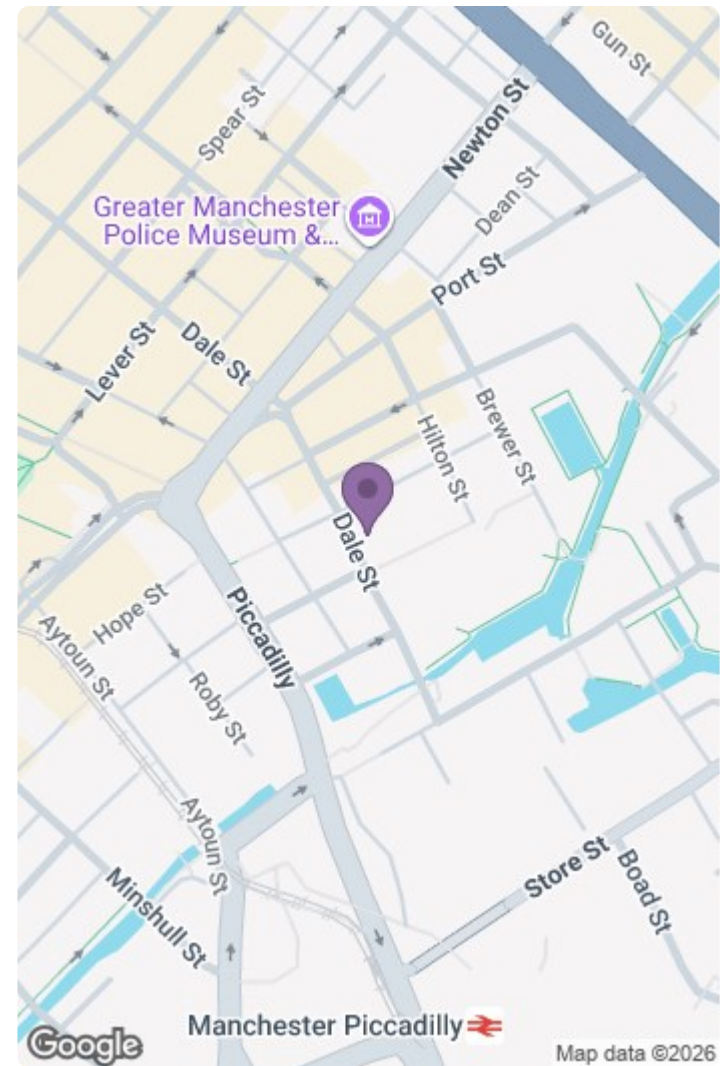 Gun St
Spear St
Newton St
Dean St
Greater Manchester
Police Museum &...
Port St
Lever St
Dale St
Brewer St
Hilton St
Dale St
Hope St
Piccadilly
Aytoun St
Roby St
Aytoun St
Minshull St
Store St
Boad St
Manchester Piccadilly
Google
Map data ©2026